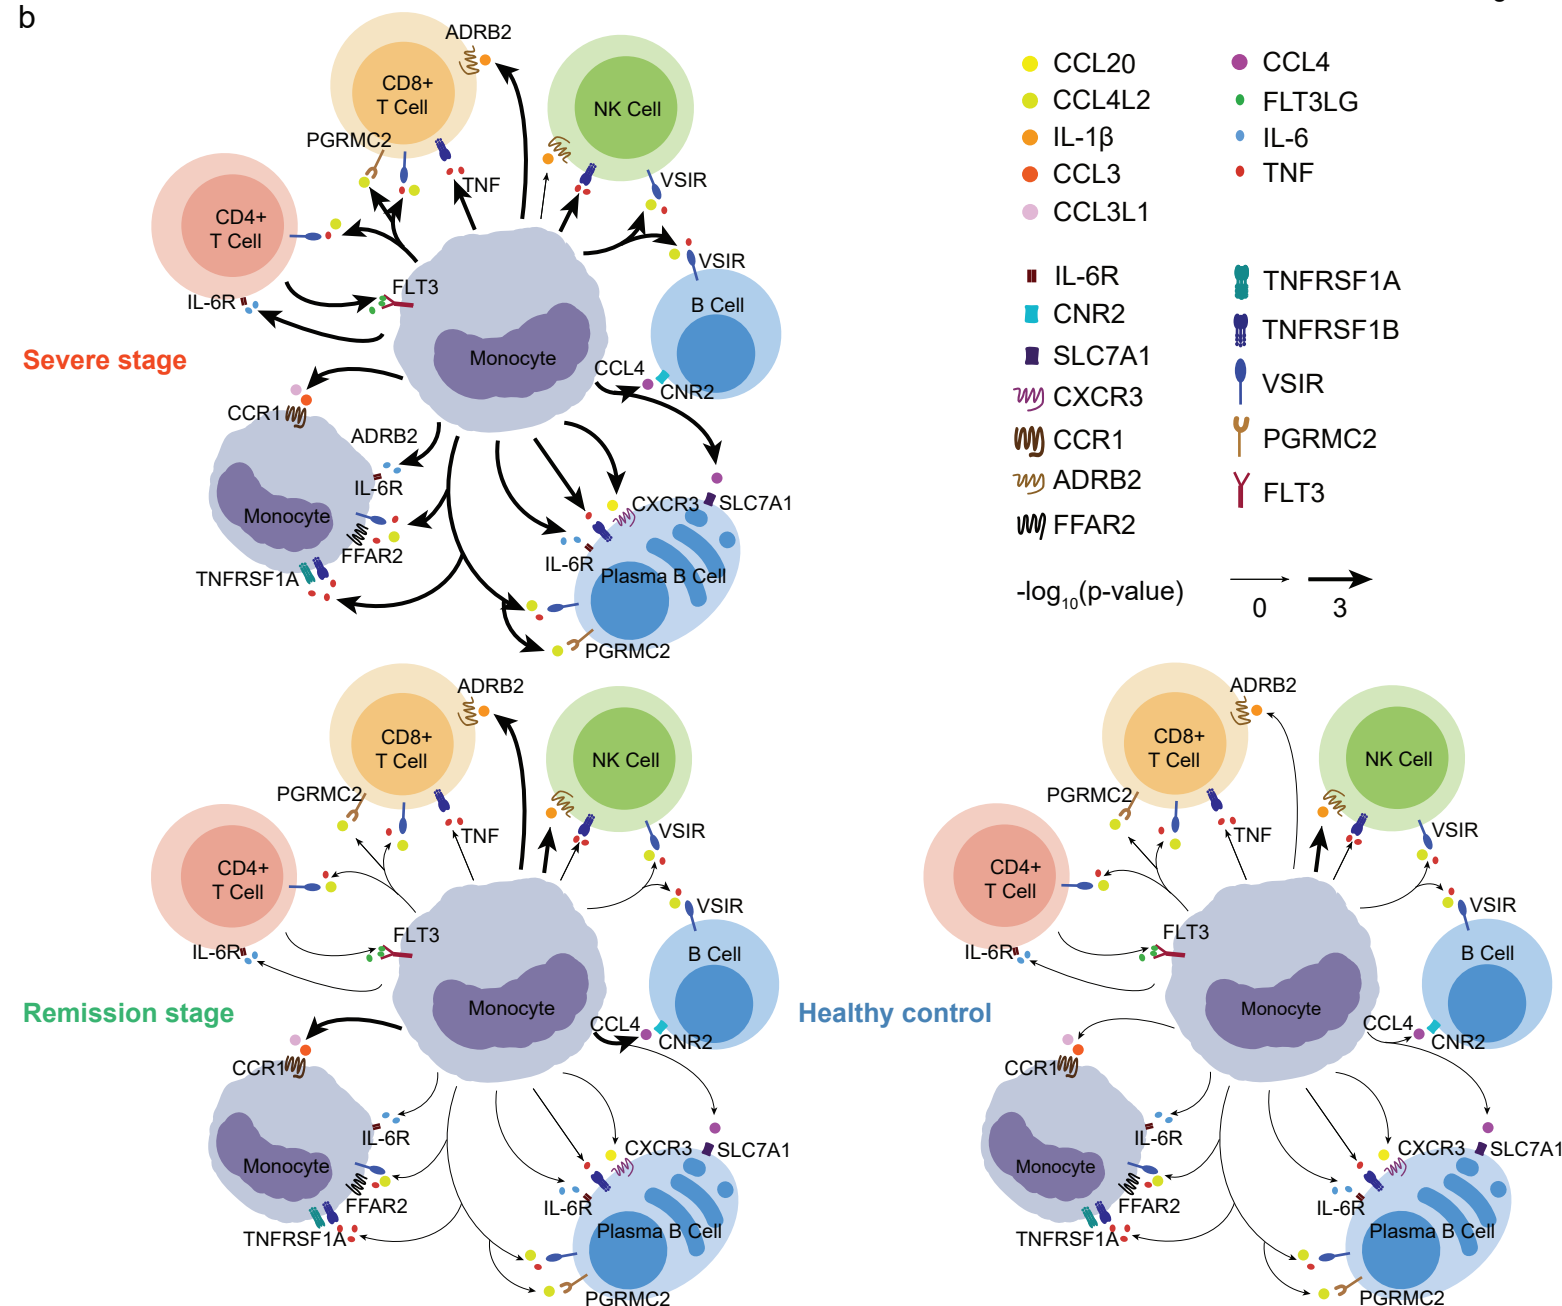 b
ADRB2
CD8+
T Cell
NK Cell
PGRMC2
TNF
VSIR
CD4+
T Cell
VSIR
IL-6R
FLT3
B Cell
Severe stage
Monocyte
CCL4
CNR2
CCR1
ADRB2
IL-6R
CXCR3
SLC7A1
Monocyte
FFAR2
IL-6R
TNFRSF1A
Plasma B Cell
PGRMC2
CCL20
CCL4L2
IL-1β
CCL3
CCL3L1
CCL4
FLT3LG
IL-6
TNF
IL-6R
CNR2
SLC7A1
CXCR3
CCR1
ADRB2
FFAR2
TNFRSF1A
TNFRSF1B
VSIR
PGRMC2
FLT3
-log10(p-value)
0
3
ADRB2
CD8+
T Cell
NK Cell
PGRMC2
TNF
VSIR
CD4+
T Cell
VSIR
IL-6R
FLT3
B Cell
Remission stage
Monocyte
CCL4
CNR2
CCR1
IL-6R
CXCR3
SLC7A1
Monocyte
FFAR2
IL-6R
TNFRSF1A
Plasma B Cell
PGRMC2
ADRB2
CD8+
T Cell
NK Cell
PGRMC2
TNF
VSIR
CD4+
T Cell
VSIR
IL-6R
FLT3
B Cell
Healthy control
Monocyte
CCL4
CNR2
CCR1
IL-6R
CXCR3
SLC7A1
Monocyte
FFAR2
IL-6R
TNFRSF1A
Plasma B Cell
PGRMC2